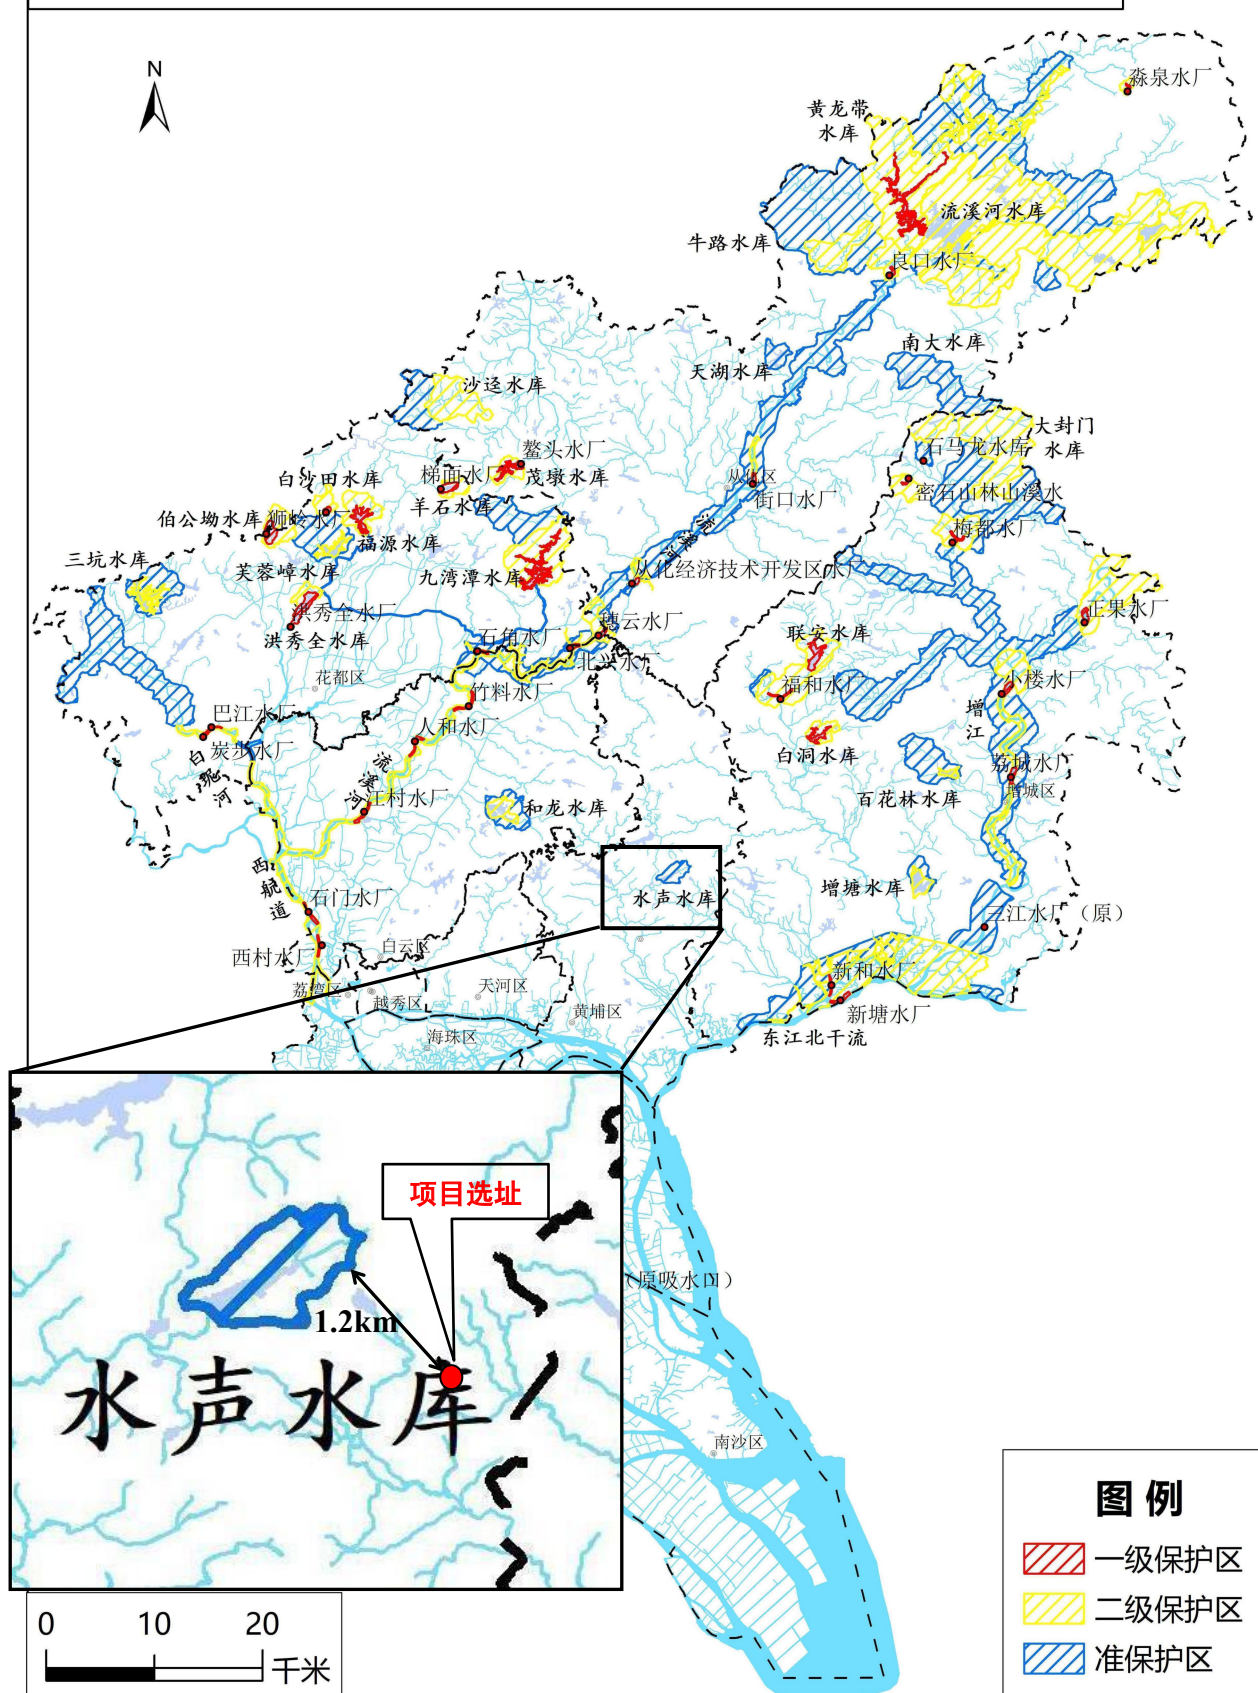 N
淼泉水厂
黄龙带
水库
流溪河水库
牛路水库
良口水厂
南大水库
天湖水库
沙迳水库
大封门
水库
石马龙水库
鳌头水厂
梯面水厂
茂墩水库
从化区
街口水厂
密石山林山溪水
白沙田水库
羊石水库
伯公坳水库
狮岭水厂
梅都水厂
福源水库
流溪河
三坑水库
芙蓉嶂水库
九湾潭水库
从化经济技术开发区水厂
洪秀全水厂
正果水厂
洪秀全水库
石角水厂
穗云水厂
联安水库
北兴水厂
花都区
福和水厂
小楼水厂
竹料水厂
增江
巴江水厂
人和水厂
炭步水厂
白坭河
流溪河
白洞水库
荔城水厂
增城区
江村水厂
和龙水库
百花林水库
西航道
水声水库
增塘水库
石门水厂
三江水厂（原）
西村水厂
白云区
新和水厂
荔湾区
越秀区
天河区
黄埔区
新塘水厂
海珠区
东江北干流
项目选址
（原吸水口）
1.2km
水声水库
南沙区
图 例
一级保护区
二级保护区
准保护区
0 10 20
千米